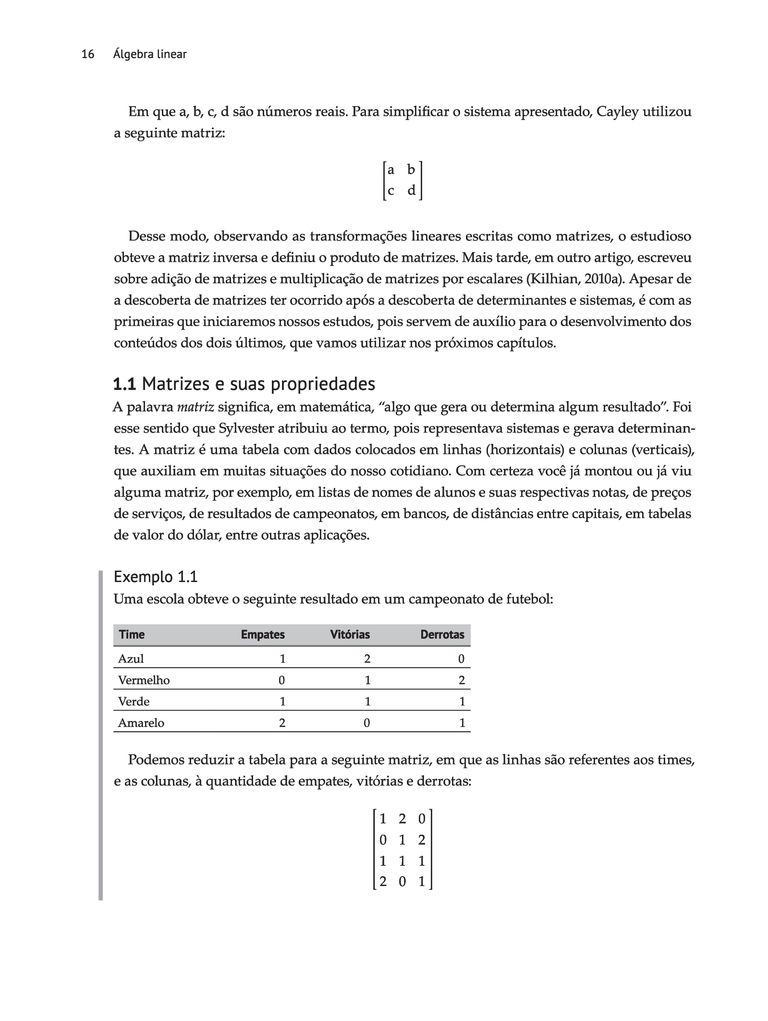 16 Álgebra linear
Em que a, b, c, d são números reais. Para simplificar o sistema apresentado, Cayley utilizou
a seguinte matriz:
a b
c d
Desse modo, observando as transformações lineares escritas como matrizes, o estudioso
obteve a matriz inversa e definiu o produto de matrizes. Mais tarde, em outro artigo, escreveu
sobre adição de matrizes e multiplicação de matrizes por escalares (Kilhian, 2010a). Apesar de
a descoberta de matrizes ter ocorrido após a descoberta de determinantes e sistemas, é com as
primeiras que iniciaremos nossos estudos, pois servem de auxílio para o desenvolvimento dos
conteúdos dos dois últimos, que vamos utilizar nos próximos capítulos.
1.1 Matrizes e suas propriedades
A palavra matriz significa, em matemática, “algo que gera ou determina algum resultado”. Foi
esse sentido que Sylvester atribuiu ao termo, pois representava sistemas e gerava determinan-
tes. A matriz é uma tabela com dados colocados em linhas (horizontais) e colunas (verticais),
que auxiliam em muitas situações do nosso cotidiano. Com certeza você já montou ou já viu
alguma matriz, por exemplo, em listas de nomes de alunos e suas respectivas notas, de preços
de serviços, de resultados de campeonatos, em bancos, de distâncias entre capitais, em tabelas
de valor do dólar, entre outras aplicações.
Exemplo 1.1
Uma escola obteve o seguinte resultado em um campeonato de futebol:
Time Empates Vitórias Derrotas
Azul 1 2 0
Vermelho 0 1 2
Verde 1 1 1
Amarelo 2 0 1
Podemos reduzir a tabela para a seguinte matriz, em que as linhas são referentes aos times,
e as colunas, à quantidade de empates, vitórias e derrotas:
1 2 0
0 1 2
1 1 1
2 0 1